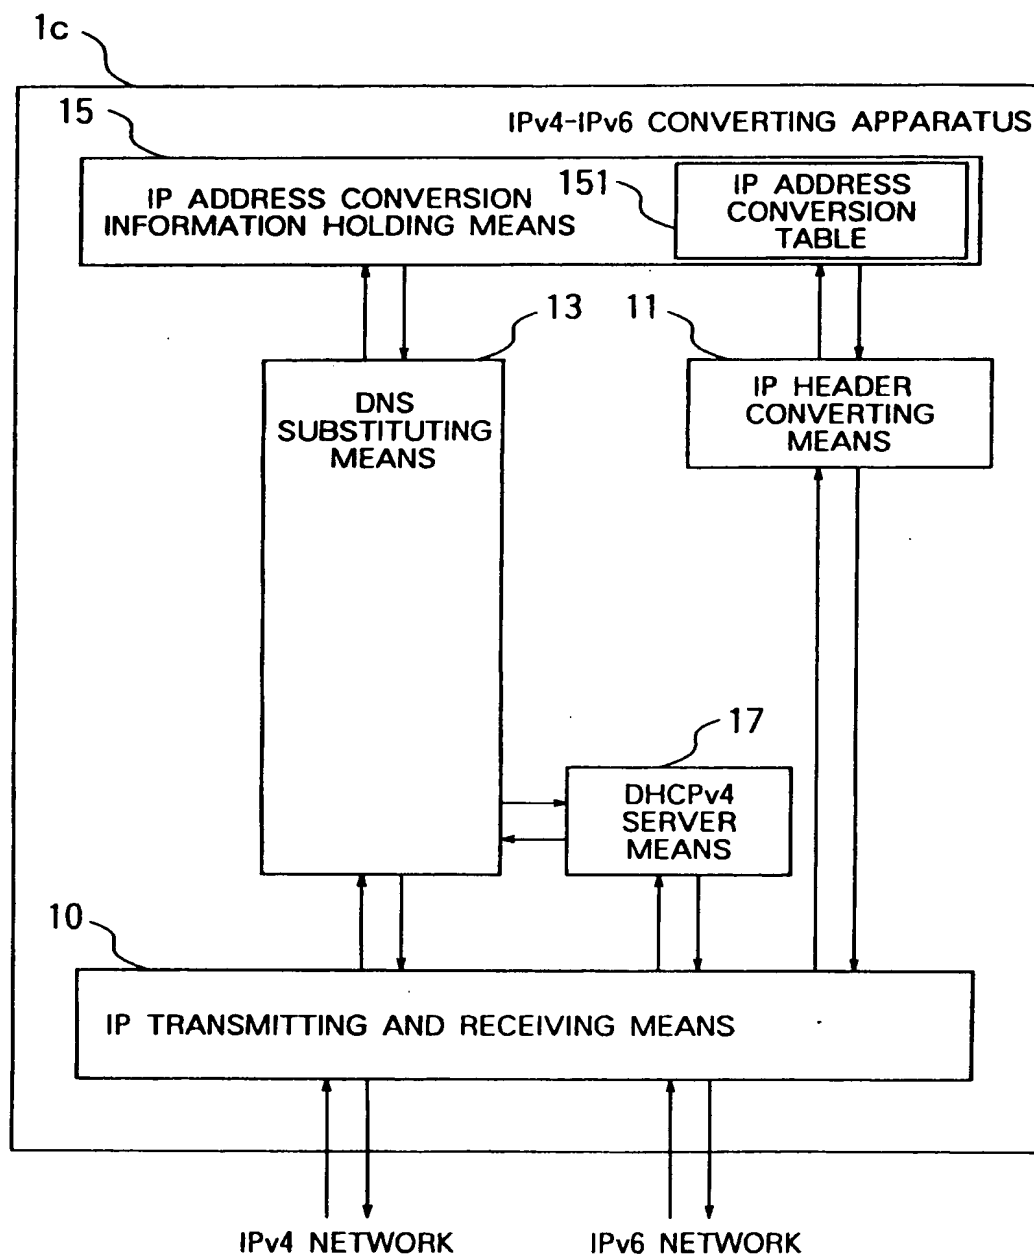 1c
15
IPv4-IPv6 CONVERTING APPARATUS
IP ADDRESS CONVERSION
INFORMATION HOLDING MEANS
151
IP ADDRESS
CONVERSION
TABLE
13
11
DNS
SUBSTITUTING
MEANS
IP HEADER
CONVERTING
MEANS
17
DHCPv4
SERVER
MEANS
10
IP TRANSMITTING AND RECEIVING MEANS
IPv4 NETWORK
IPv6 NETWORK